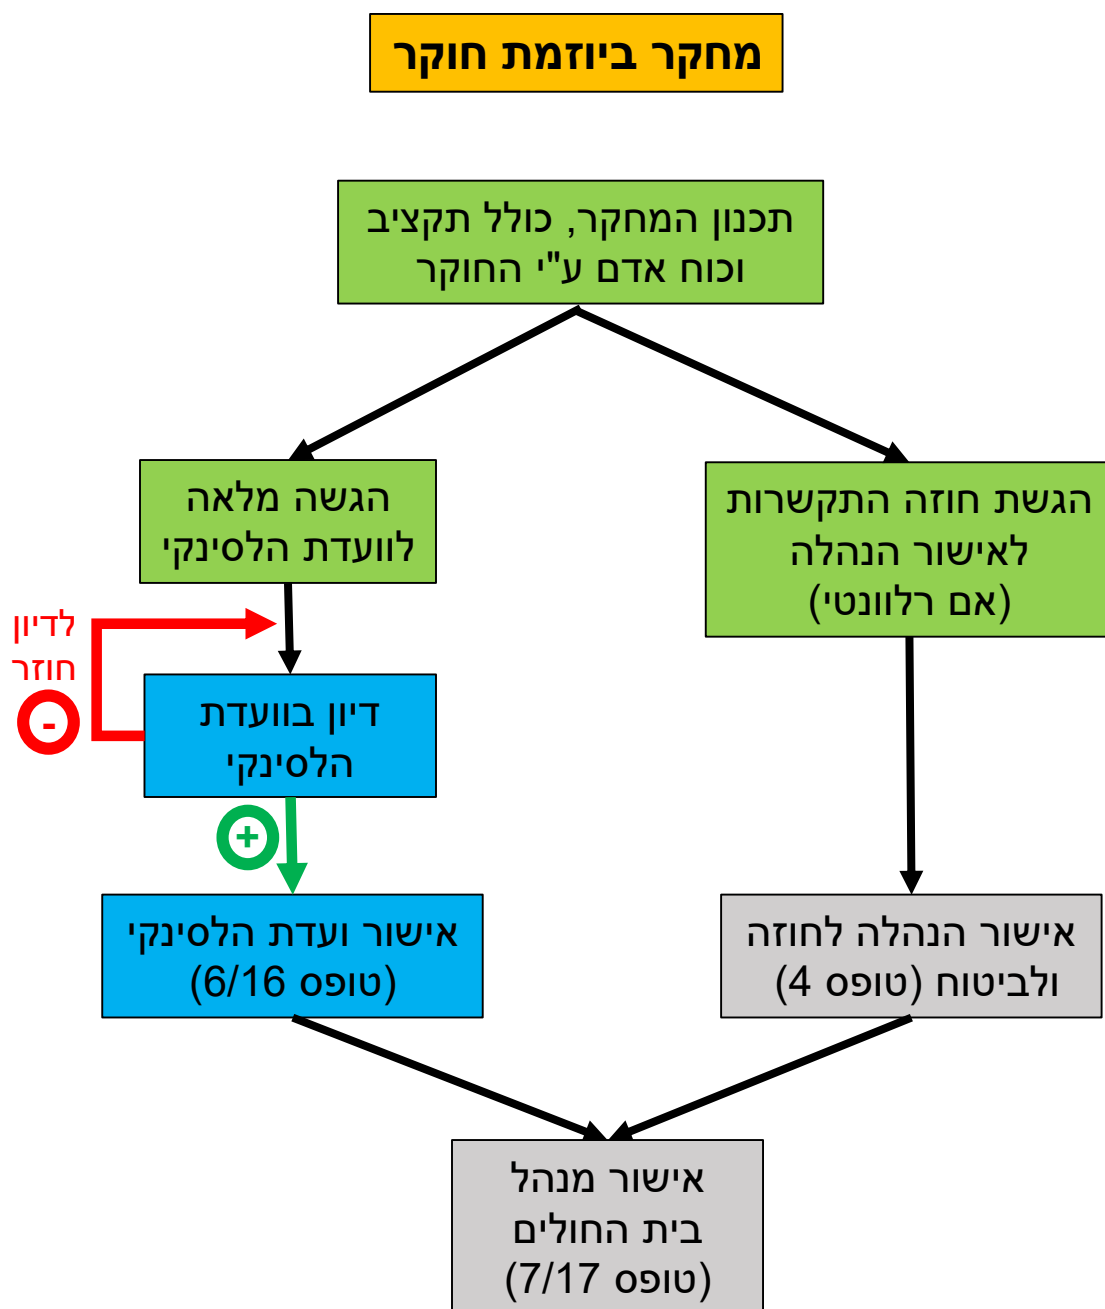 מחקר ביוזמת חוקר
תכנון המחקר, כולל תקציב
וכוח אדם ע"י החוקר
הגשת חוזה התקשרות
לאישור הנהלה
(אם רלוונטי)
הגשה מלאה
לוועדת הלסינקי
לדיון
חוזר
-
דיון בוועדת
הלסינקי
+
אישור הנהלה לחוזה
ולביטוח (טופס 4)
אישור ועדת הלסינקי
(טופס 6/16)
אישור מנהל
בית החולים
(טופס 7/17)